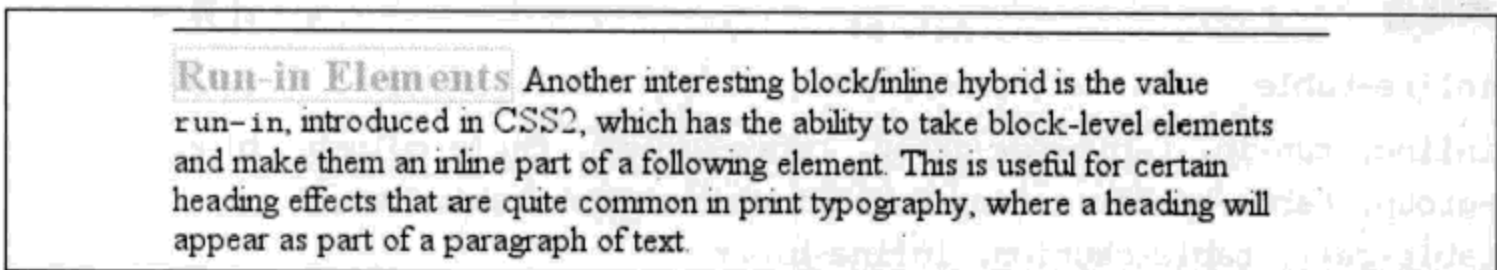 Run-in Elements Another interesting block/inline hybrid is the value
run-in, introduced in CSS2, which has the ability to take block-level elements
and make them an inline part of a following element. This is useful for certain
heading effects that are quite common in print typography, where a heading will
appear as part of a paragraph of text.